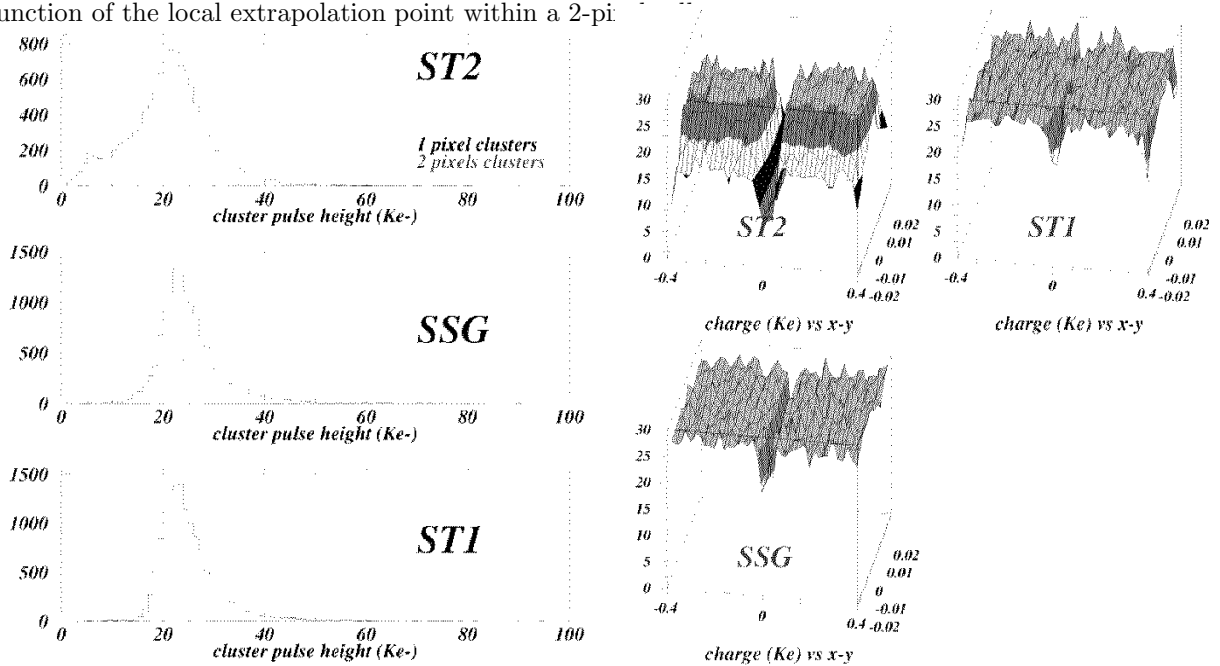 unction of the local extrapolation point within a 2-pi
800
600
400
200
0
ST2
1 pixel clusters
2 pixels clusters
0 20 40 60 80 100
cluster pulse height (Ke-)
1500
1000
500
0
SSG
0 20 40 60 80 100
cluster pulse height (Ke-)
1500
1000
500
0
ST1
0 20 40 60 80 100
cluster pulse height (Ke-)
30
25
20
15
10
5
0
ST2
-0.4 0 0.4
-0.02
-0.01
0
0.01
0.02
charge (Ke) vs x-y
30
25
20
15
10
5
0
ST1
-0.4 0 0.4
-0.02
-0.01
0
0.01
0.02
charge (Ke) vs x-y
30
25
20
15
10
5
0
SSG
-0.4 0 0.4
-0.02
-0.01
0
0.01
0.02
charge (Ke) vs x-y